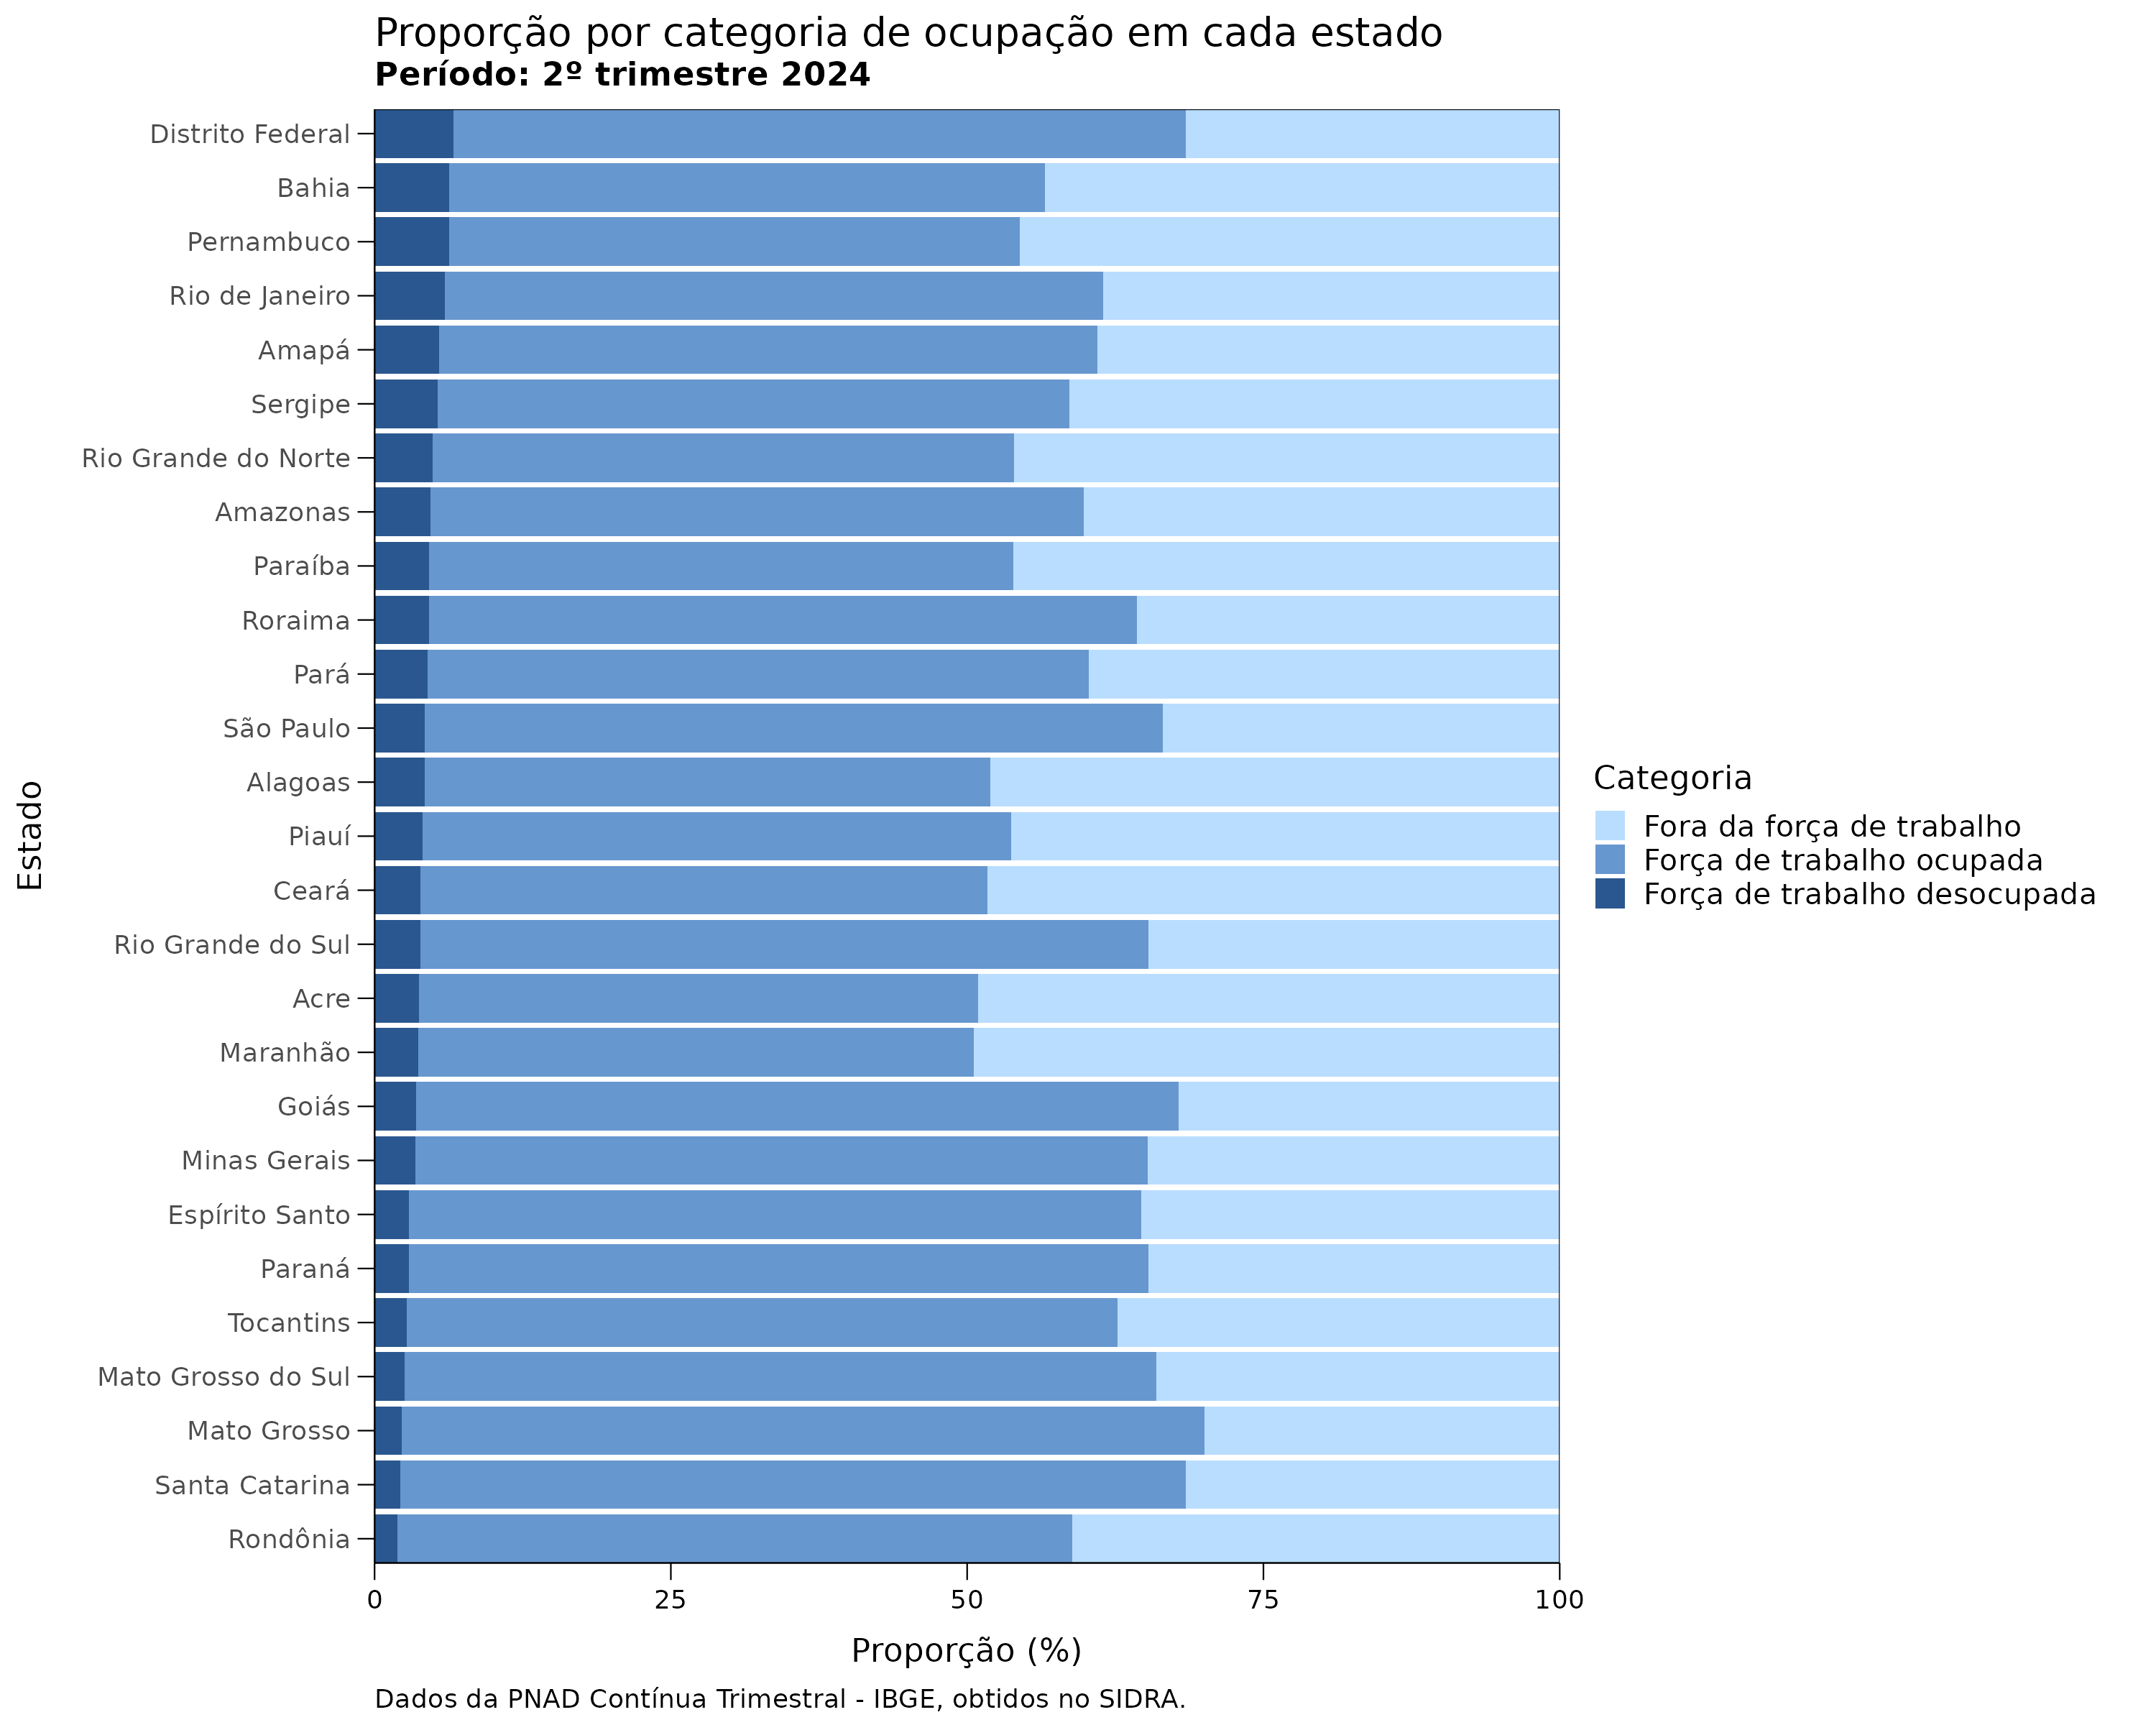 Proporção por categoria de ocupação em cada estado
Período: 2º trimestre 2024
Distrito Federal
Bahia
Pernambuco
Rio de Janeiro
Amapá
Sergipe
Rio Grande do Norte
Amazonas
Paraíba
Roraima
Pará
São Paulo
Alagoas
Piauí
Ceará
Rio Grande do Sul
Acre
Maranhão
Goiás
Minas Gerais
Espírito Santo
Paraná
Tocantins
Mato Grosso do Sul
Mato Grosso
Santa Catarina
Rondônia
Estado
0 25 50 75 100
Proporção (%)
Categoria
Fora da força de trabalho
Força de trabalho ocupada
Força de trabalho desocupada
Dados da PNAD Contínua Trimestral - IBGE, obtidos no SIDRA.